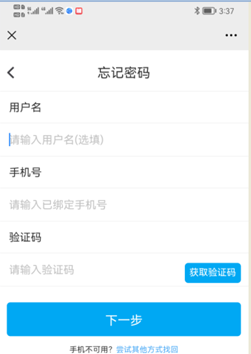 3:37
忘记密码
用户名
请输入用户名(选填)
手机号
请输入已绑定手机号
验证码
请输入验证码
获取验证码
下一步
手机不可用？尝试其他方式找回